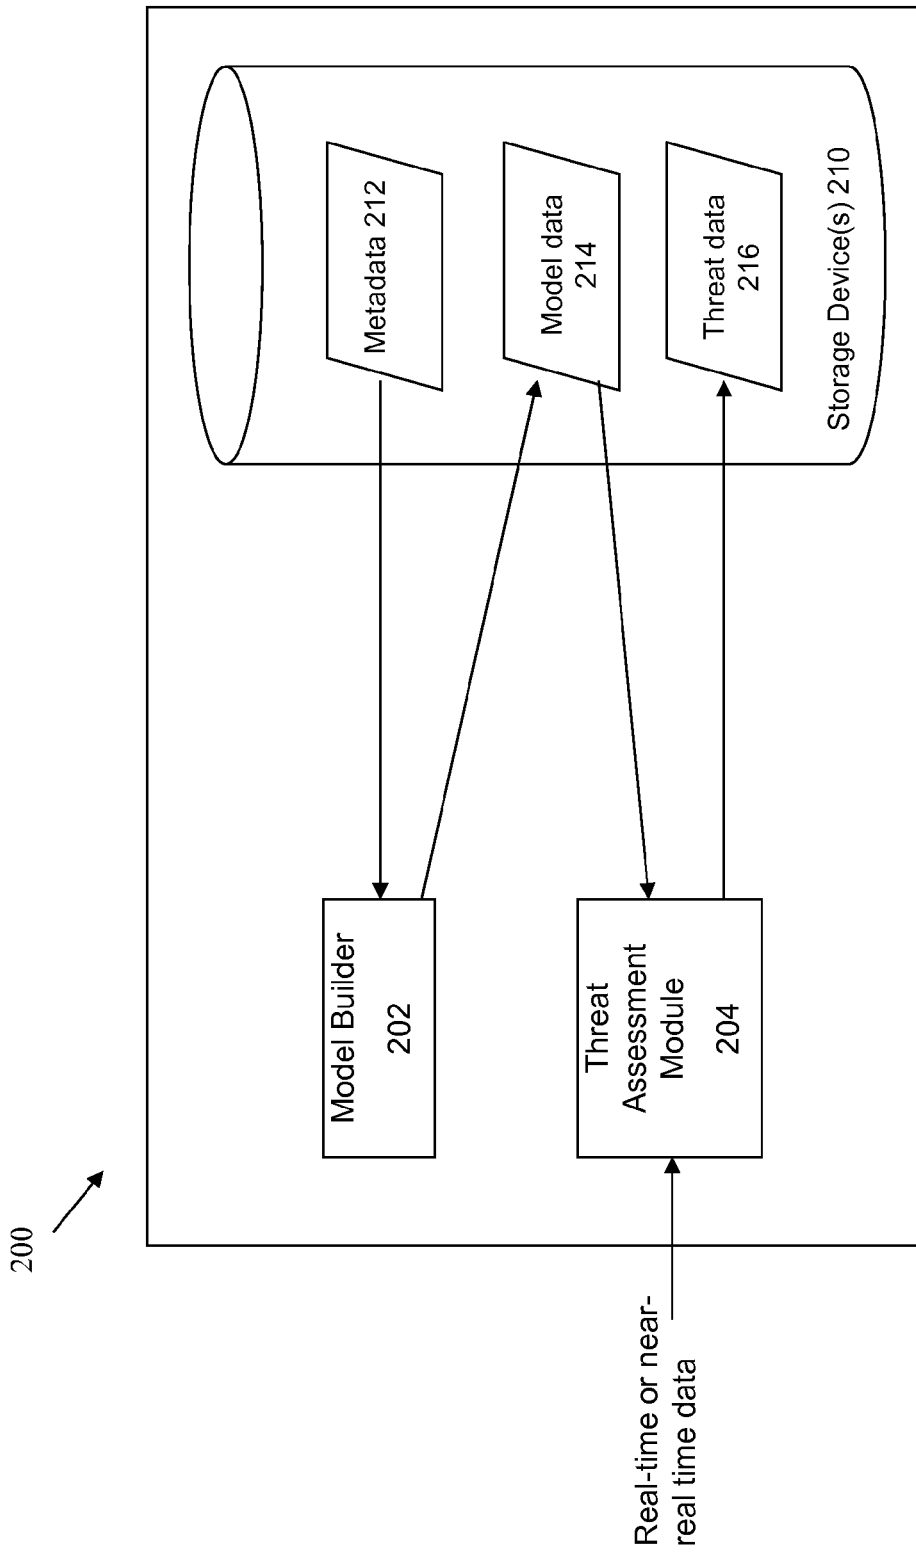 200
Model Builder
202
Metadata 212
Model data
214
Threat data
216
Storage Device(s) 210
Threat
Assessment
Module
204
Real-time or near-
real time data